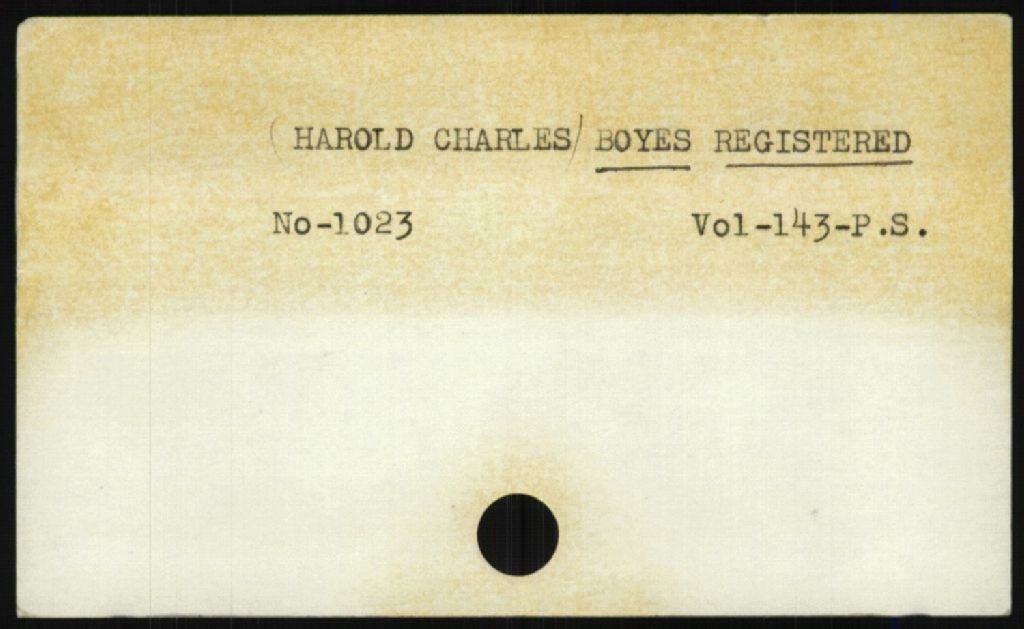 (HAROLD CHARLES) BOYES REGISTERED
No-1023 Vol-143-P.S.